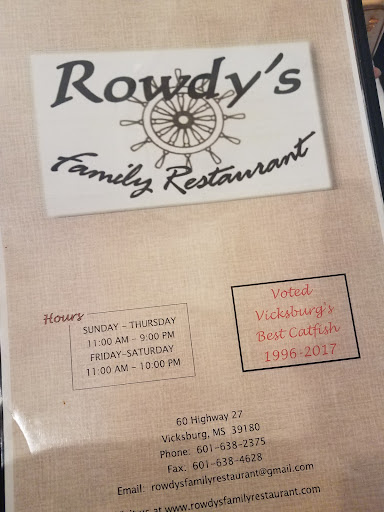 Rowdy's
Family Restaurant
Hours
SUNDAY - THURSDAY
11:00 AM - 9:00 PM
FRIDAY-SATURDAY
11:00 AM - 10:00 PM
Voted
Vicksburg's
Best Catfish
1996-2017
60 Highway 27
Vicksburg, MS 39180
Phone: 601-638-2375
Fax: 601-638-4628
Email: rowdysfamilyrestaurant@gmail.com
us at www.rowdysfamilyrestaurant.com